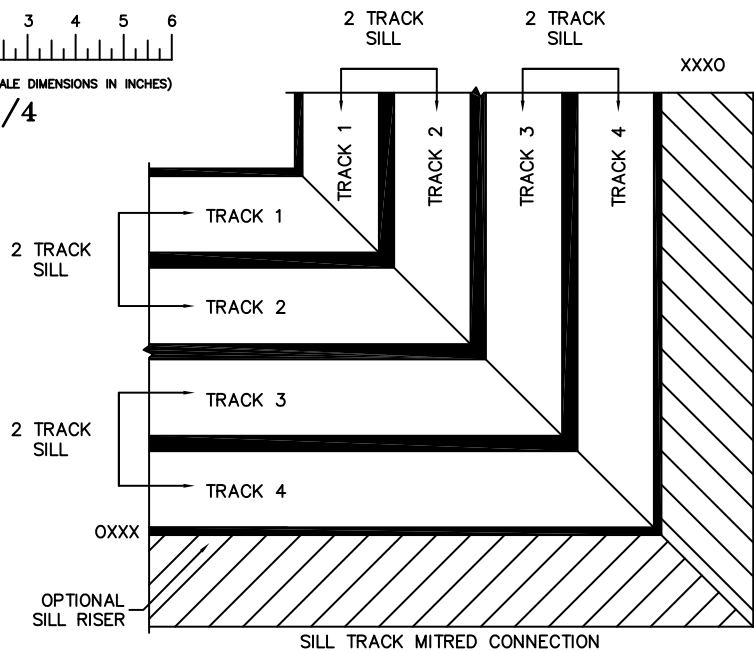 3 4 5 6
ALE DIMENSIONS IN INCHES)
/4
2 TRACK
SILL
2 TRACK
SILL
XXXO
TRACK 1
TRACK 2
TRACK 3
TRACK 4
2 TRACK
SILL
TRACK 1
TRACK 2
2 TRACK
SILL
TRACK 3
TRACK 4
OXXX
OPTIONAL
SILL RISER
SILL TRACK MITRED CONNECTION